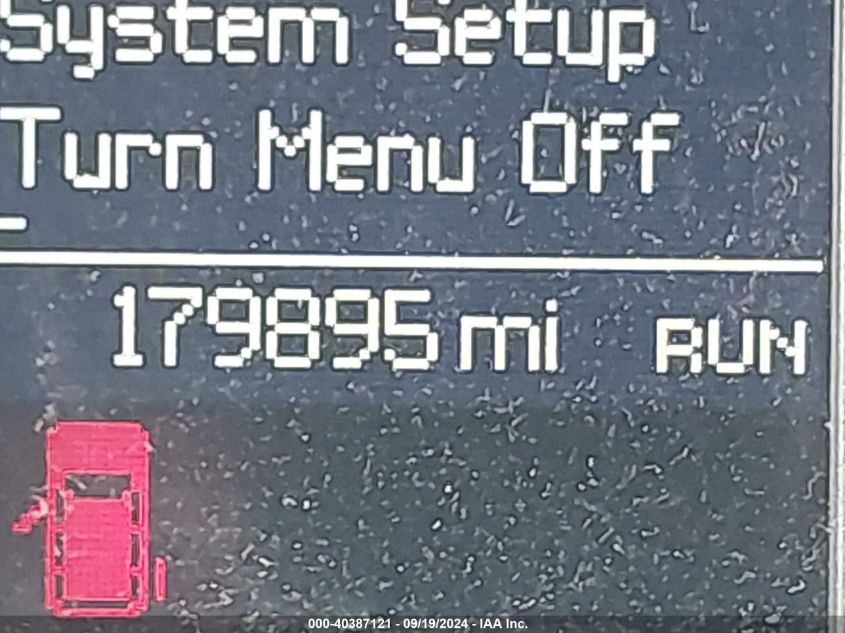 System Setup
Turn Menu Off
179895 mi RUN
000-40387121 - 09/19/2024 - IAA Inc.